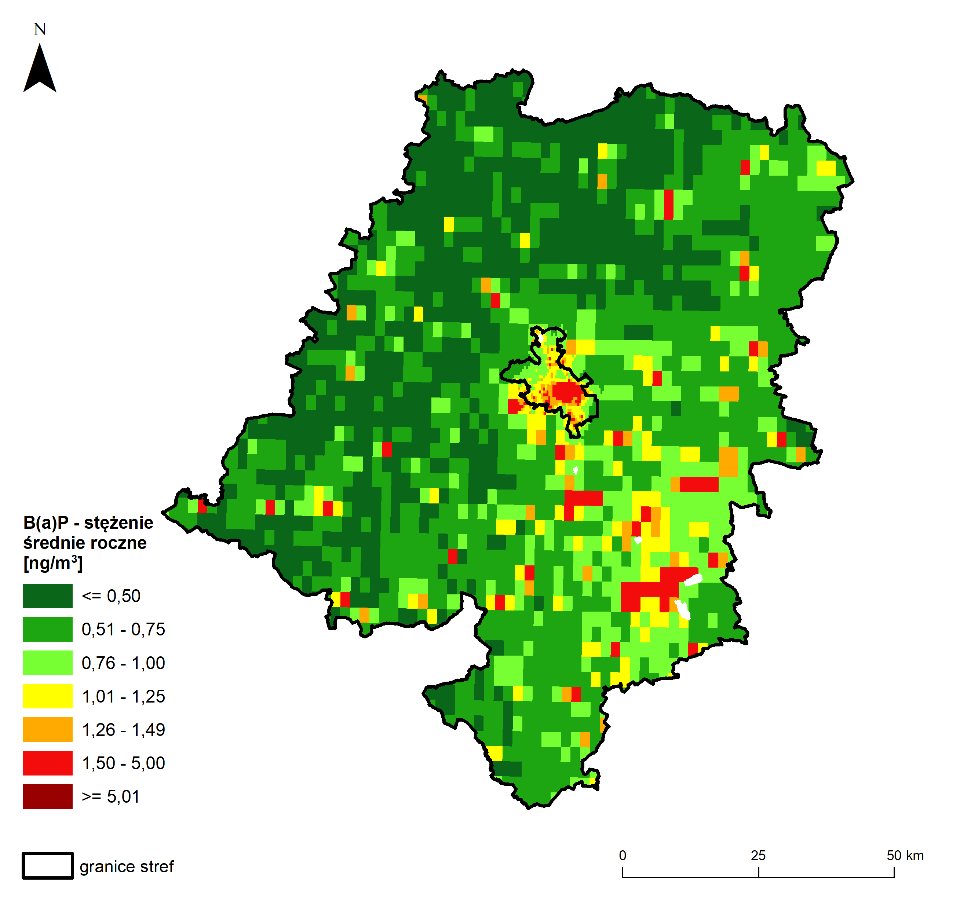 N
B(a)P - stężenie
średnie roczne
[ng/m³]
<= 0,50
0,51 - 0,75
0,76 - 1,00
1,01 - 1,25
1,26 - 1,49
1,50 - 5,00
>= 5,01
granice stref
0 25 50 km